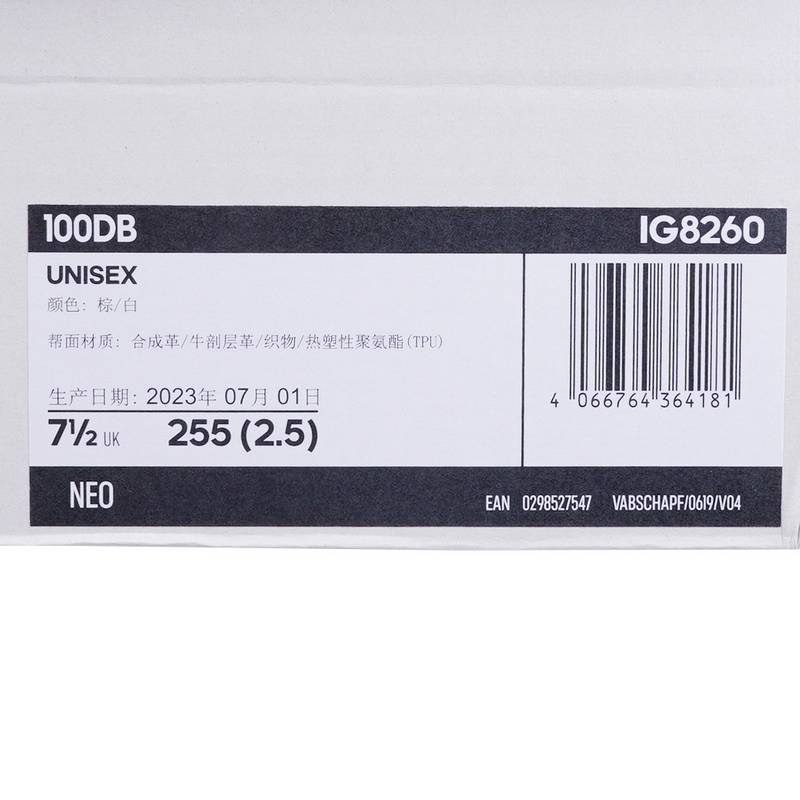 100DB IG8260
UNISEX
颜色: 棕/白
帮面材质: 合成革/牛剖层革/织物/热塑性聚氨酯(TPU)
生产日期: 2023年 07月 01日
7½ UK 255 (2.5)
4 066764 364181
NEO EAN 0298527547 VABSCHAPF/0619/V04